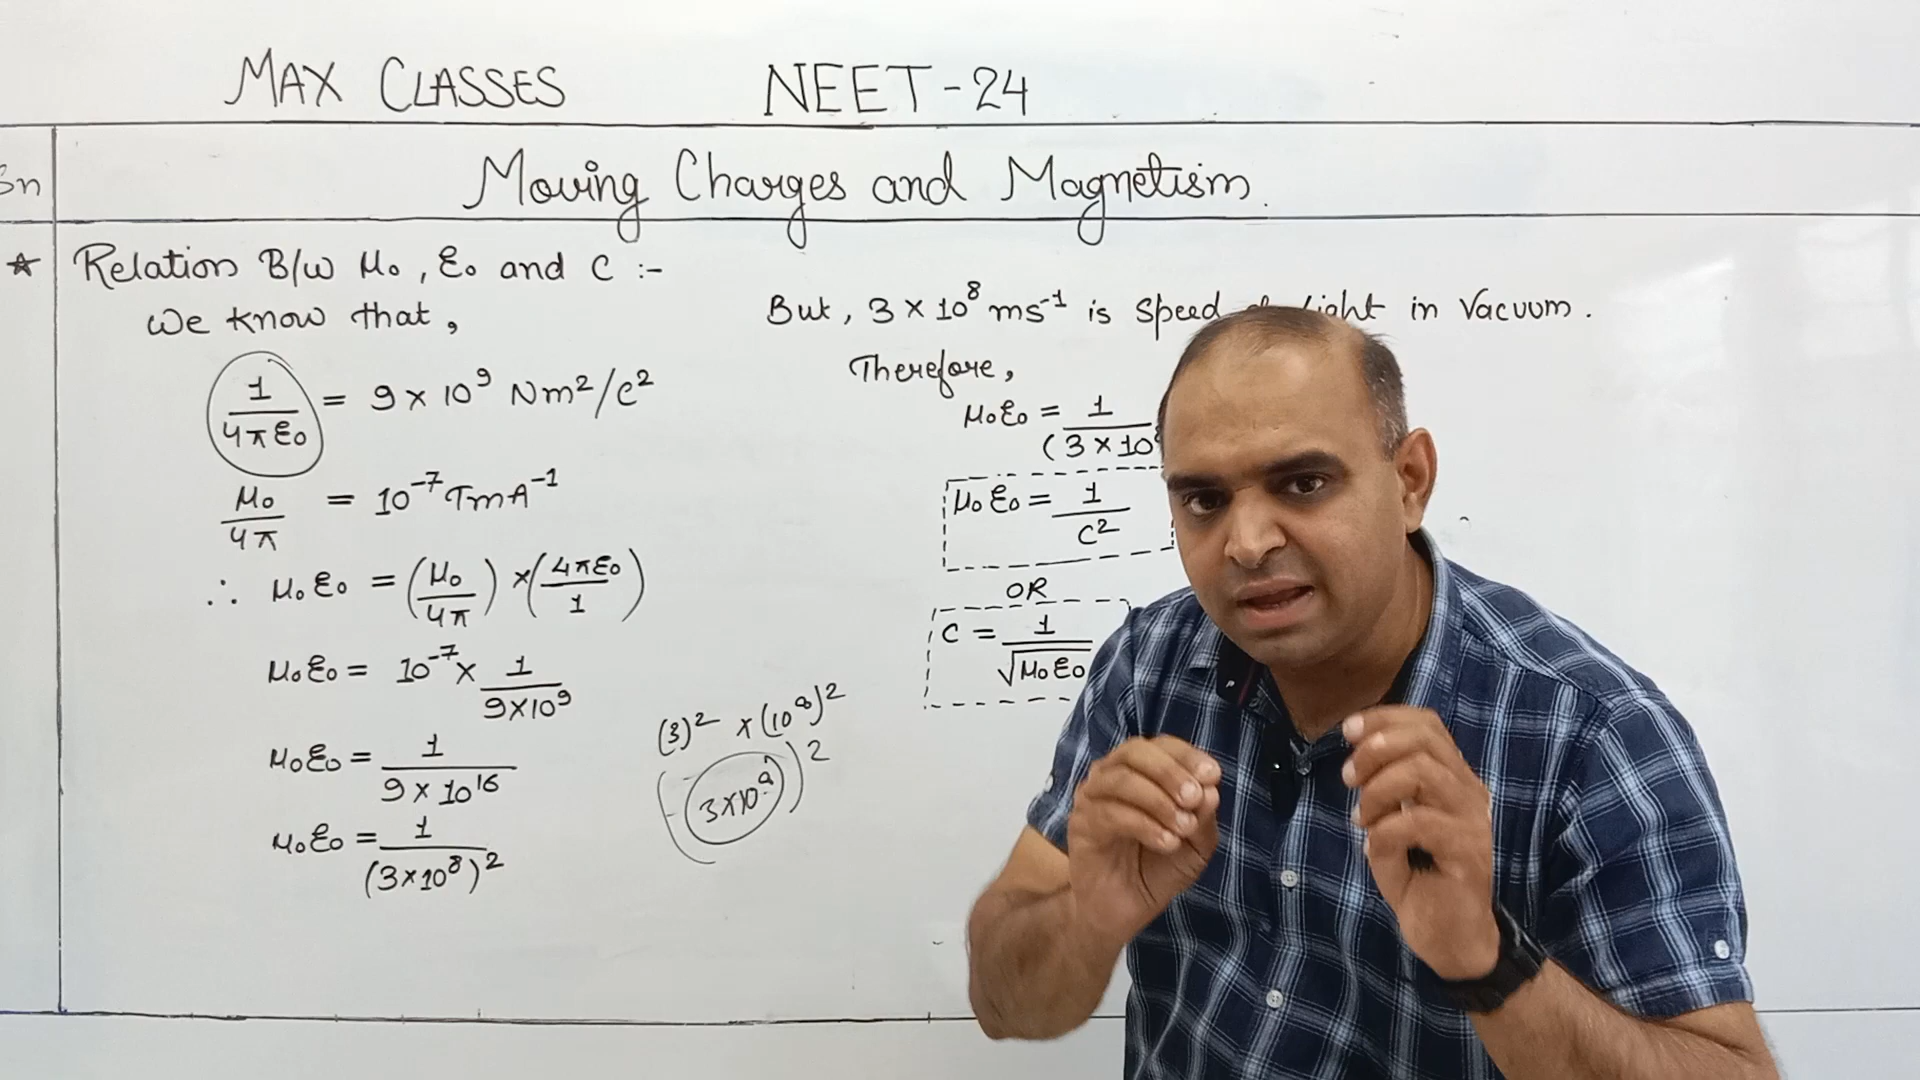 MAX CLASSES NEET-24
Moving Charges and Magnetism.
* Relation B/w μ₀, ε₀ and C :-
We know that,
1/4πε₀ = 9 × 10⁹ Nm²/C²
μ₀/4π = 10⁻⁷ TmA⁻¹
∴ μ₀ε₀ = (μ₀/4π) × (4πε₀/1)
μ₀ε₀ = 10⁻⁷ × 1/9×10⁹
μ₀ε₀ = 1/9 × 10¹⁶
μ₀ε₀ = 1/(3×10⁸)²
(3)² × (10⁸)²
(3×10⁸)²
But, 3 × 10⁸ ms⁻¹ is Speed light in Vacuum.
Therefore,
μ₀ε₀ = 1/(3 × 10
μ₀ε₀ = 1/C²
OR
C = 1/√μ₀ε₀